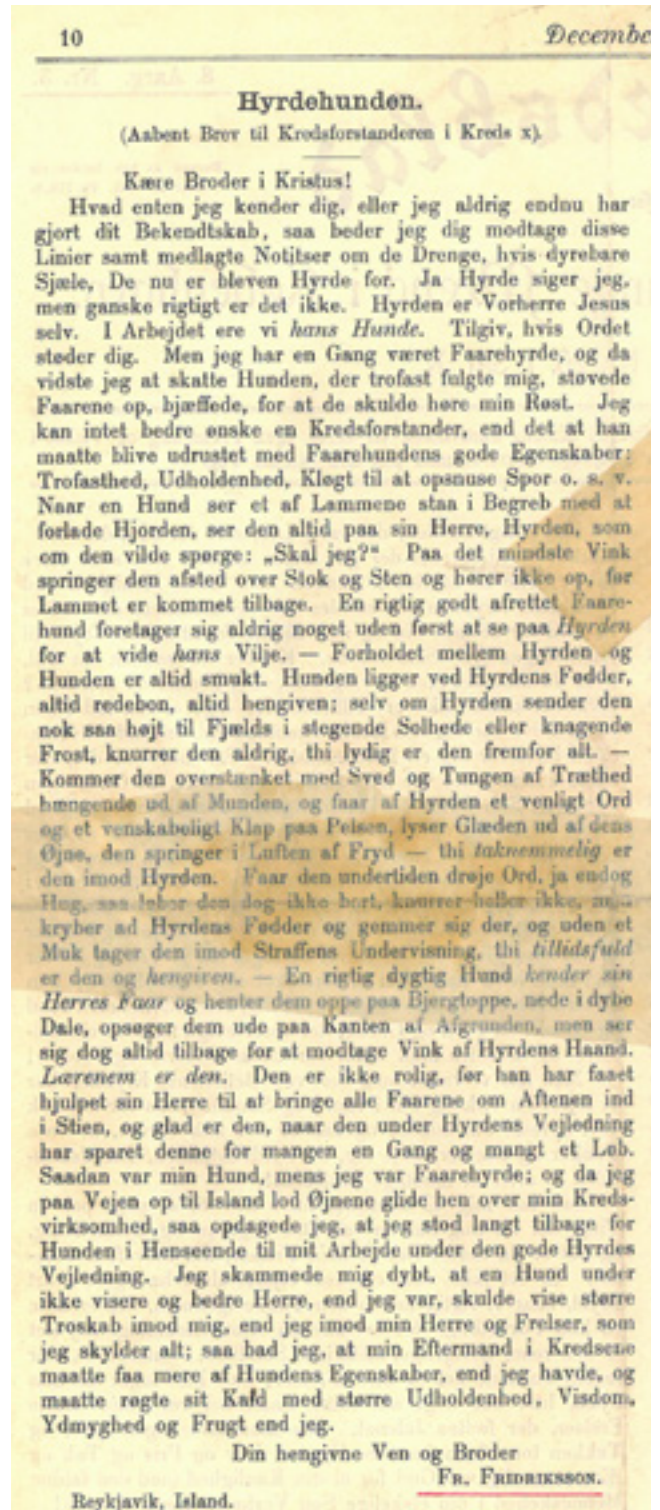 10
Decembe
Hyrdehunden.
(Aabent Brev til Kredsforstanderen i Kreds x).
Kære Broder i Kristus!
Hvad enten jeg kender dig, eller jeg aldrig endnu har
gjort dit Bekendtskab, saa beder jeg dig modtage disse
Linier samt medlagte Notitser om de Drenge, hvis dyrebare
Sjæle, De nu er bleven Hyrde for. Ja Hyrde siger jeg,
men ganske rigtigt er det ikke. Hyrden er Vorherre Jesus
selv. I Arbejdet ere vi hans Hunde. Tilgiv, hvis Ordet
støder dig. Men jeg har en Gang været Faarehyrde, og da
vidste jeg at skatte Hunden, der trofast fulgte mig, støvede
Faarene op, bjæffede, for at de skulde høre min Røst. Jeg
kan intet bedre ønske en Kredsforstander, end det at han
maatte blive udrustet med Faarehundens gode Egenskaber:
Trofasthed, Udholdenhed, Kløgt til at opsnuse Spor o. s. v.
Naar en Hund ser et af Lammene staa i Begreb med at
forlade Hjorden, ser den altid paa sin Herre, Hyrden, som
om den vilde spørge: „Skal jeg?“ Paa det mindste Vink
springer den afsted over Stok og Sten og hører ikke op, før
Lammet er kommet tilbage. En rigtig godt afrettet Faare-
hund foretager sig aldrig noget uden først at se paa Hyrden
for at vide hans Vilje. — Forholdet mellem Hyrden og
Hunden er altid smukt. Hunden ligger ved Hyrdens Fødder,
altid redebon, altid hengiven; selv om Hyrden sender den
nok saa højt til Fjælds i stegende Solhede eller knagende
Frost, knurrer den aldrig, thi lydig er den fremfor alt. —
Kommer den overstænket med Sved og Tungen af Træthed
hængende ud af Munden, og faar af Hyrden et venligt Ord
og et venskabeligt Klap paa Pelsen, lyser Glæden ud af dens
Øjne, den springer i Luften af Fryd — thi taknemmelig er
den imod Hyrden. Faar den undertiden drøje Ord, ja endog
Hug, saa løber den dog ikke bort, knurrer heller ikke, men
kryber ad Hyrdens Fødder og gemmer sig der, og uden et
Muk tager den imod Straffens Undervisning, thi tillidsfuld
er den og hengiven. — En rigtig dygtig Hund kender sin
Herres Faar og henter dem oppe paa Bjergtoppe, nede i dybe
Dale, opsøger dem ude paa Kanten af Afgrunden, men ser
sig dog altid tilbage for at modtage Vink af Hyrdens Haand.
Lærenem er den. Den er ikke rolig, før han har faaet
hjulpet sin Herre til at bringe alle Faarene om Aftenen ind
i Stien, og glad er den, naar den under Hyrdens Vejledning
har sparet denne for mangen en Gang og mangt et Løb.
Saadan var min Hund, mens jeg var Faarehyrde; og da jeg
paa Vejen op til Island lod Øjnene glide hen over min Kreds-
virksomhed, saa opdagede jeg, at jeg stod langt tilbage for
Hunden i Henseende til mit Arbejde under den gode Hyrdes
Vejledning. Jeg skammede mig dybt, at en Hund under
ikke visere og bedre Herre, end jeg var, skulde vise større
Troskab imod mig, end jeg imod min Herre og Frelser, som
jeg skylder alt; saa bad jeg, at min Eftermand i Kredsene
maatte faa mere af Hundens Egenskaber, end jeg havde, og
maatte røgte sit Kald med større Udholdenhed, Visdom,
Ydmyghed og Frugt end jeg.
Din hengivne Ven og Broder
Fr. Fridriksson.
Reykjavik, Island.